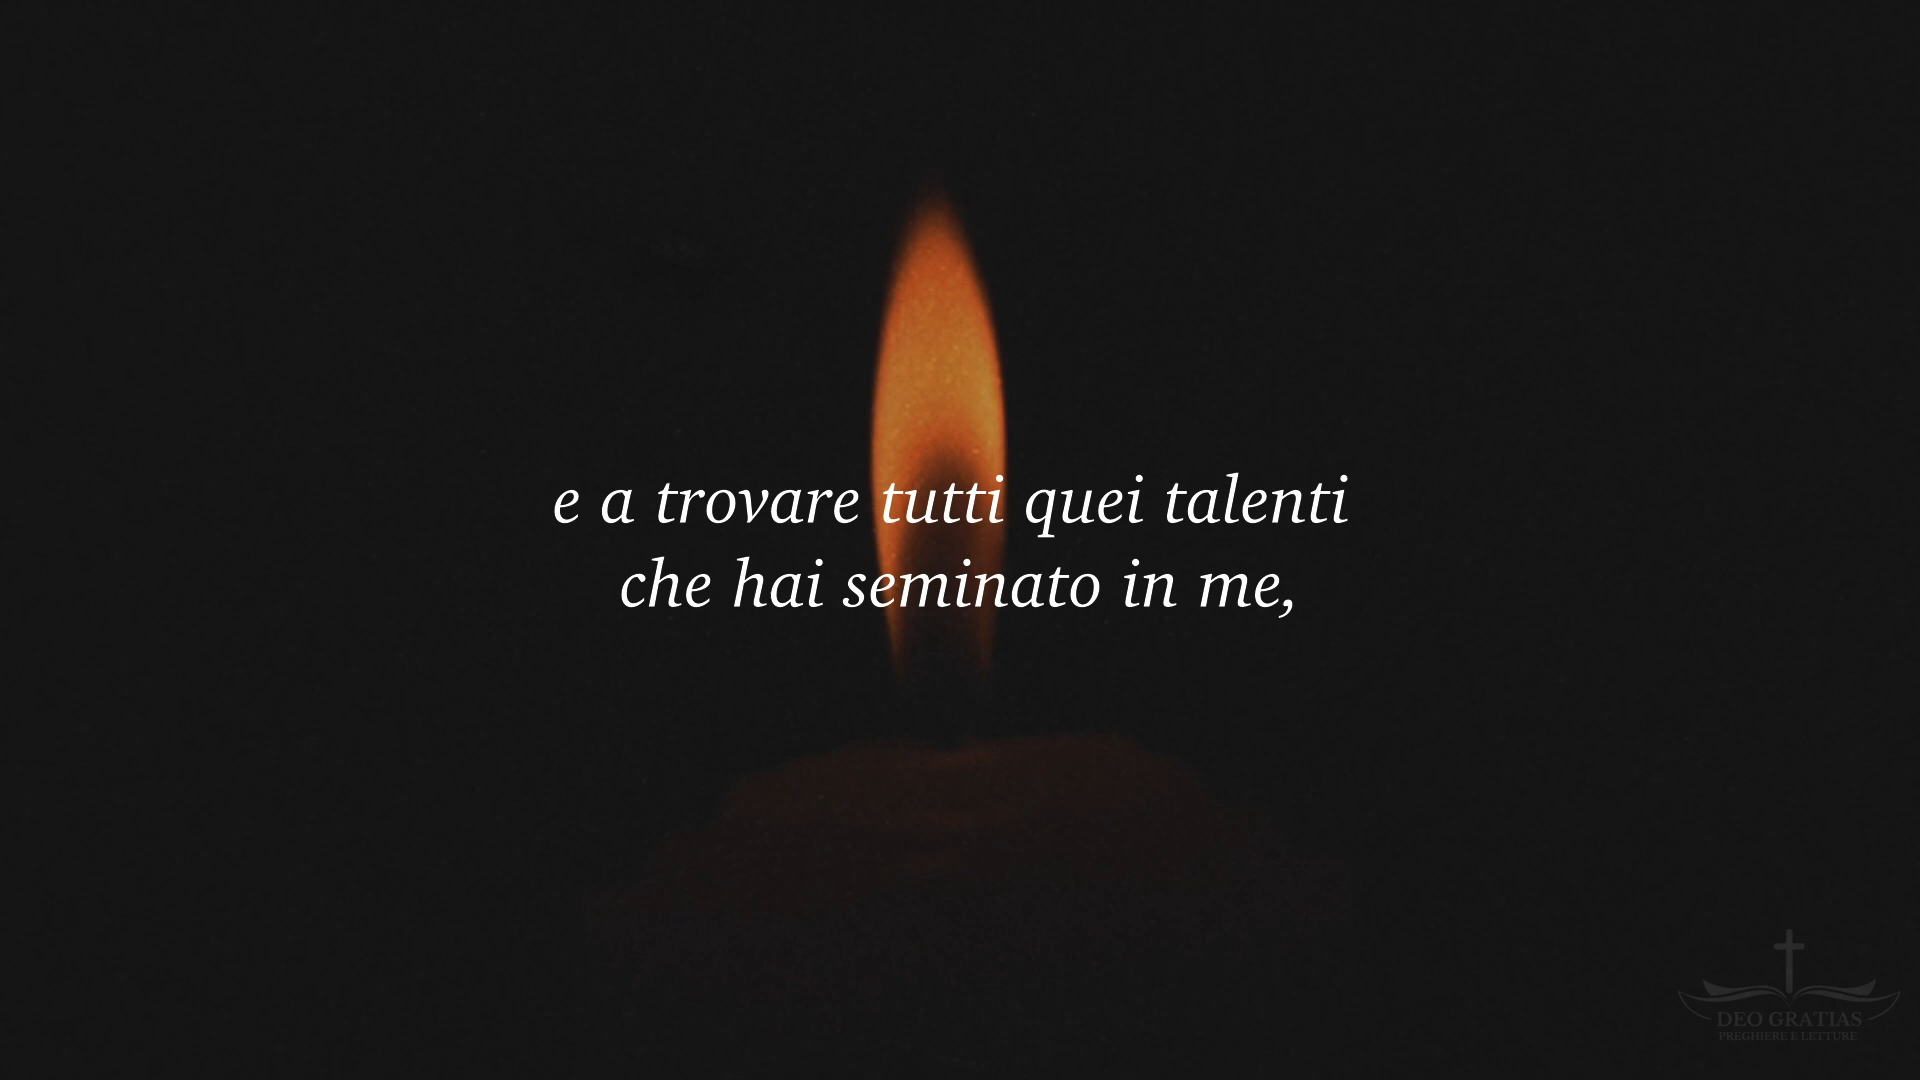 e a trovare tutti quei talenti
che hai seminato in me,
DEO GRATIAS
PREGHIERE E LETTURE